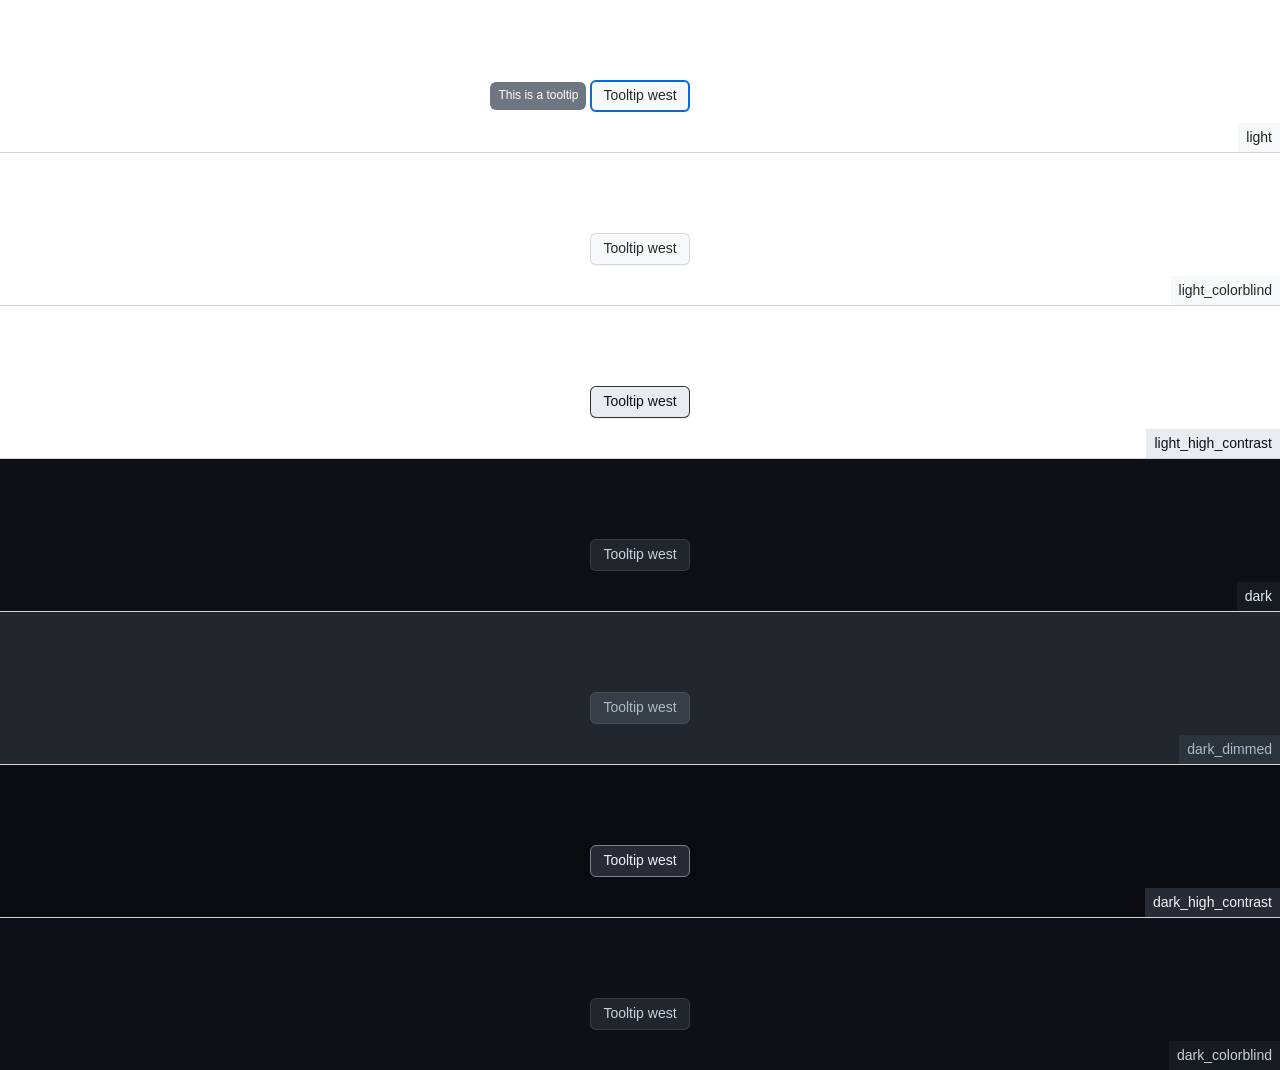 This is a tooltip Tooltip west
light
Tooltip west
light_colorblind
Tooltip west
light_high_contrast
Tooltip west
dark
Tooltip west
dark_dimmed
Tooltip west
dark_high_contrast
Tooltip west
dark_colorblind